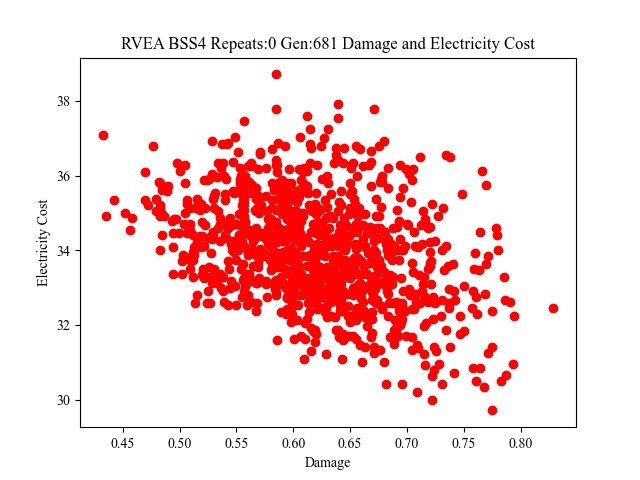 RVEA BSS4 Repeats:0 Gen:681 Damage and Electricity Cost
38
36
34
32
30
Electricity Cost
0.45 0.50 0.55 0.60 0.65 0.70 0.75 0.80
Damage